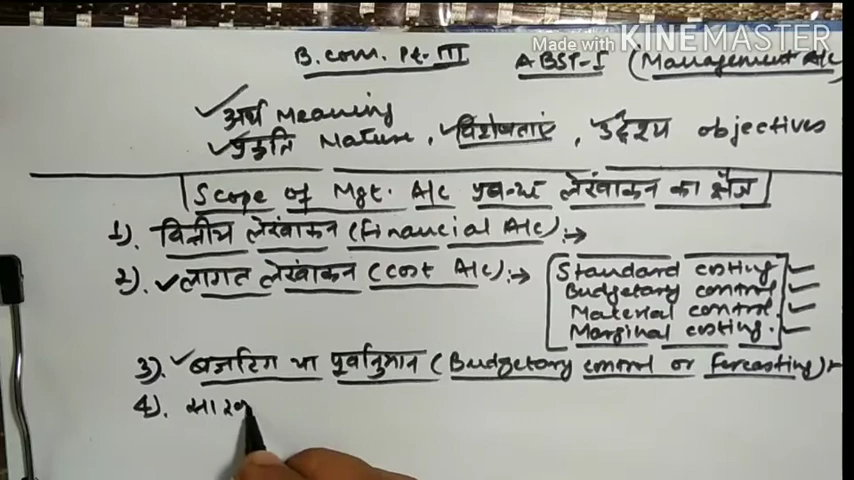 Made with KINEMASTER
B.com. Pt-III ABST-I (Management A/c
अर्थ Meaning
प्रकृति Nature, विशेषताएं, उद्देश्य objectives
Scope of Mgt. A/c प्रबन्ध लेखांकन का क्षेत्र
1). वित्तीय लेखांकन (Financial A/c) :→
2). लागत लेखांकन (Cost A/c) :→ Standard costing
Budgetary control
Material control
Marginal costing.
3). बजटिंग या पूर्वानुमान (Budgetary control or forcasting)
4).